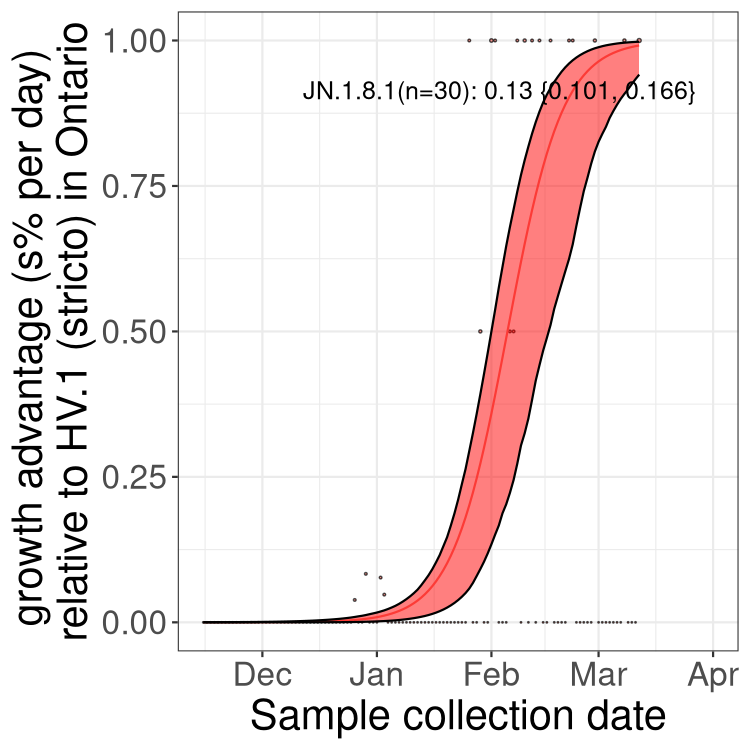 growth advantage (s% per day)
relative to HV.1 (stricto) in Ontario
1.00
0.75
0.50
0.25
0.00
JN.1.8.1(n=30): 0.13 {0.101, 0.166}
Dec Jan Feb Mar Apr
Sample collection date